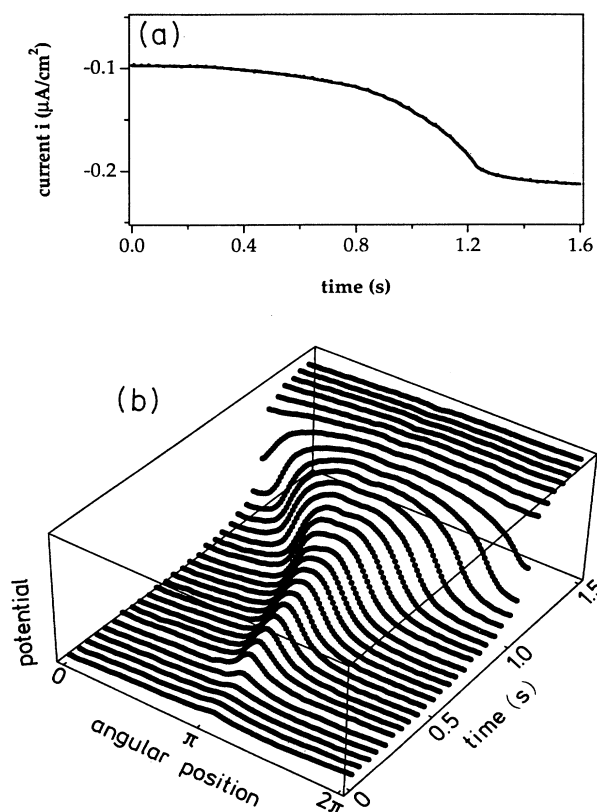 (a)
current i (µA/cm²)
-0.1
-0.2
0.0 0.4 0.8 1.2 1.6
time (s)
(b)
potential
0
π
2π
angular position
0
0.5
1.0
1.5
time (s)